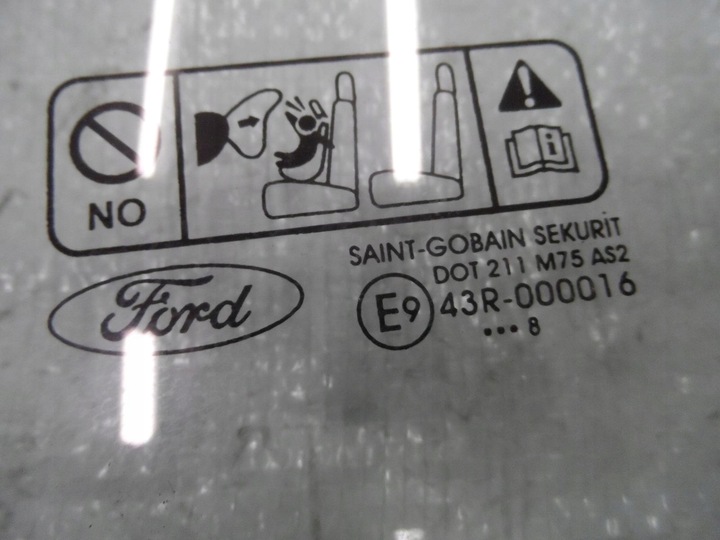 NO
i
Ford
SAINT-GOBAIN SEKURIT
DOT 211 M75 AS2
E9 43R-000016
••• 8